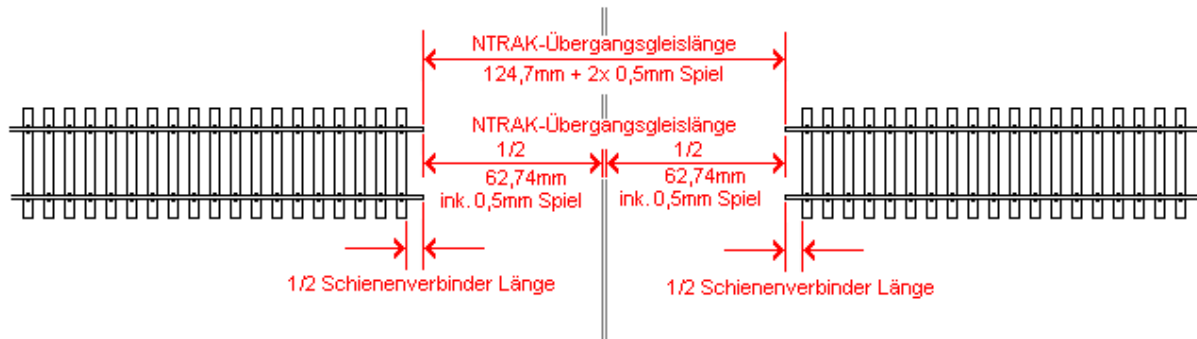 NTRAK-Übergangsgleislänge
124,7mm + 2x 0,5mm Spiel
NTRAK-Übergangsgleislänge
1/2
1/2
62,74mm
62,74mm
ink. 0,5mm Spiel
ink. 0,5mm Spiel
1/2 Schienenverbinder Länge
1/2 Schienenverbinder Länge